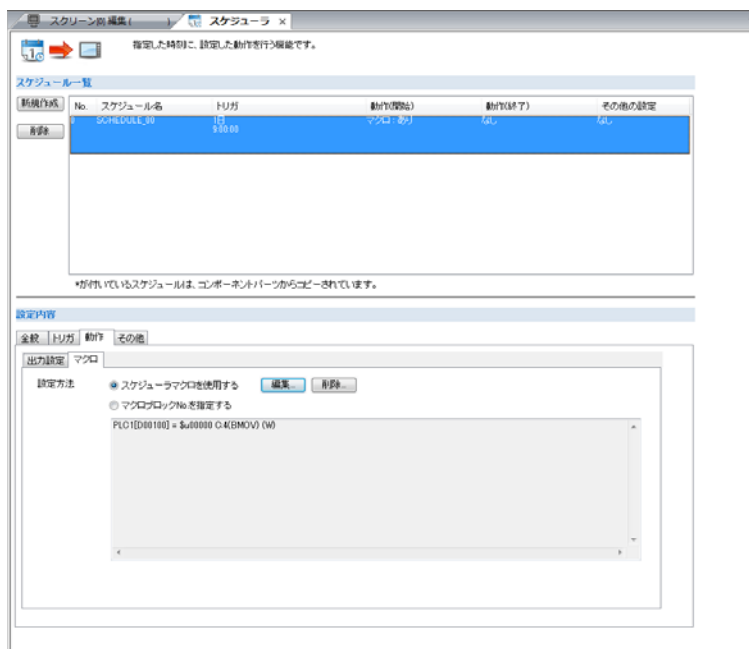 スクリーン向編集( ) スケジューラ ×
指定した時刻に、設定した動作を行う機能です。
スケジュール一覧
新規作成
削除
No. スケジュール名 トリガ 動作(開始) 動作(終了) その他の設定
0 SCHEDULE_00 1日 マクロ : あり なし なし
9:00:00
*が付いているスケジュールは、コンポーネントパーツからコピーされています。
設定内容
全般 トリガ 動作 その他
出力設定 マクロ
設定方法 スケジューラマクロを使用する 編集... 削除...
マクロブロックNo.を指定する
PLC1[D00100] = $u00000 C:4(BMOV) (W)